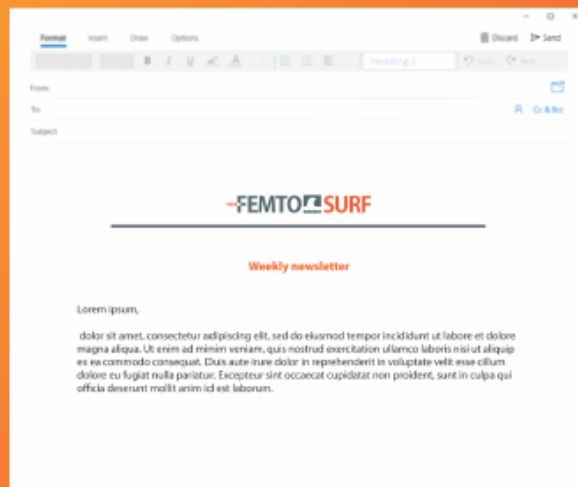 Format Insert Draw Options
Discard Send
B I U A Heading 1 Undo Redo
From:
To: Cc & Bcc
Subject
FEMTO SURF
Weekly newsletter
Lorem ipsum,
dolor sit amet, consectetur adipiscing elit, sed do eiusmod tempor incididunt ut labore et dolore
magna aliqua. Ut enim ad minim veniam, quis nostrud exercitation ullamco laboris nisi ut aliquip
ex ea commodo consequat. Duis aute irure dolor in reprehenderit in voluptate velit esse cillum
dolore eu fugiat nulla pariatur. Excepteur sint occaecat cupidatat non proident, sunt in culpa qui
officia deserunt mollit anim id est laborum.